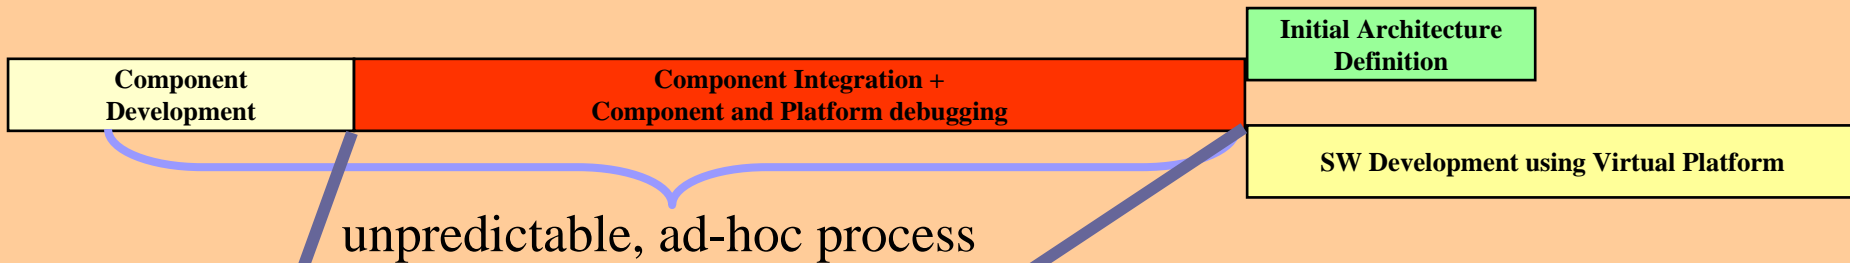 Initial Architecture
Definition
Component
Development
Component Integration +
Component and Platform debugging
SW Development using Virtual Platform
unpredictable, ad-hoc process